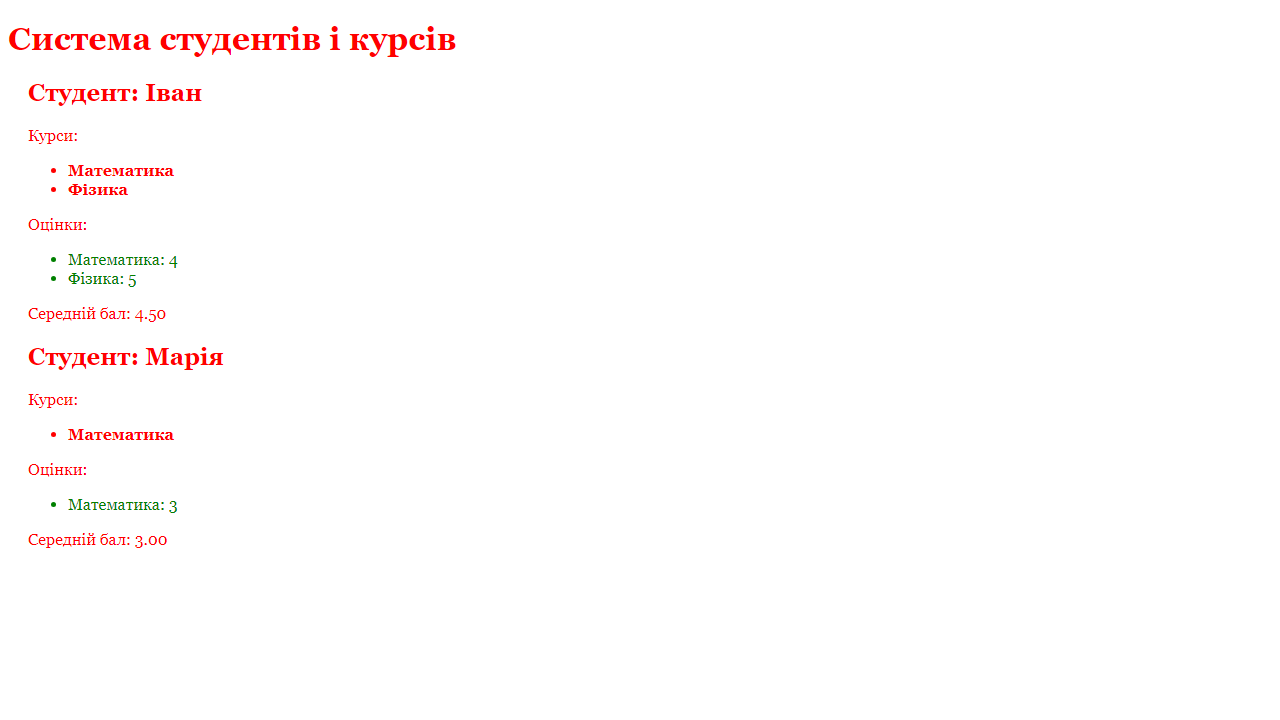 Система студентів і курсів
Студент: Іван
Курси:
Математика
Фізика
Оцінки:
Математика: 4
Фізика: 5
Середній бал: 4.50
Студент: Марія
Курси:
Математика
Оцінки:
Математика: 3
Середній бал: 3.00